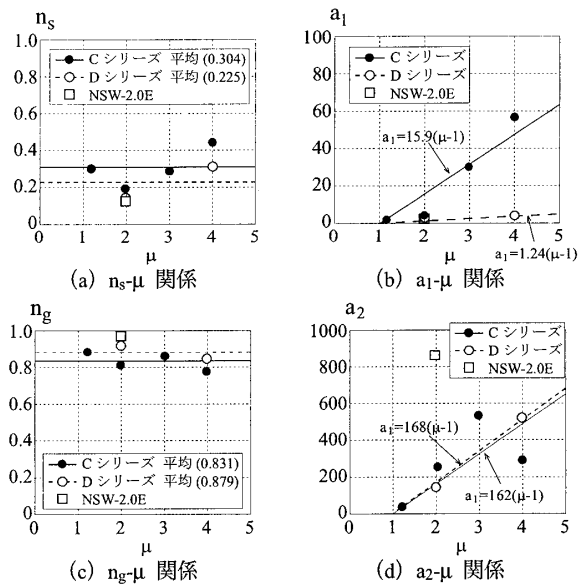 n_s
1
0.8
0.6
0.4
0.2
0
C シリーズ 平均 (0.304)
D シリーズ 平均 (0.225)
NSW-2.0E
0 1 2 3 4 5
μ
(a) n_s-μ 関係
a_1
100
80
60
40
20
0
C シリーズ
D シリーズ
NSW-2.0E
a_1=15.9(μ-1)
0 1 2 3 4 5
μ
a_1=1.24(μ-1)
(b) a_1-μ 関係
n_g
1.0
0.8
0.6
0.4
0.2
0
C シリーズ 平均 (0.831)
D シリーズ 平均 (0.879)
NSW-2.0E
0 1 2 3 4 5
μ
(c) n_g-μ 関係
a_2
1000
800
600
400
200
0
C シリーズ
D シリーズ
NSW-2.0E
a_1=168(μ-1)
a_1=162(μ-1)
0 1 2 3 4 5
μ
(d) a_2-μ 関係